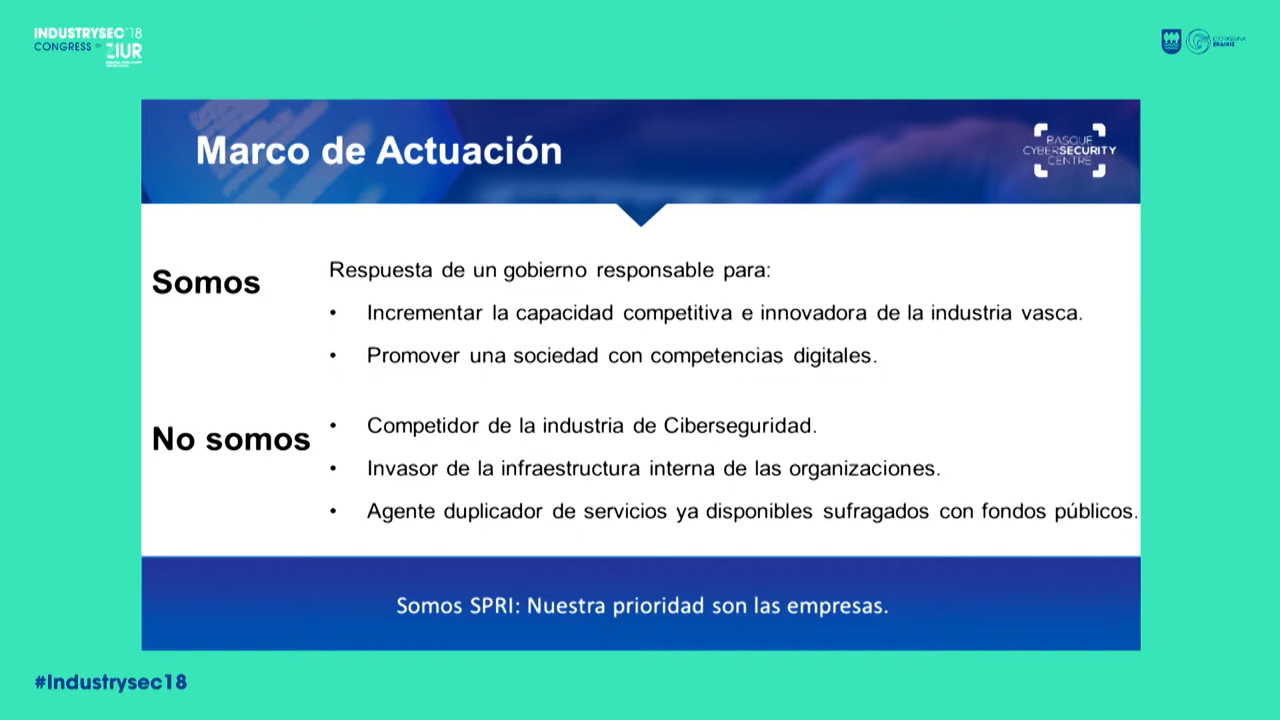 INDUSTRYSEC´18
CONGRESS BY ZIUR
Marco de Actuación
BASQUE
CYBERSECURITY
CENTRE
Somos
Respuesta de un gobierno responsable para:
• Incrementar la capacidad competitiva e innovadora de la industria vasca.
• Promover una sociedad con competencias digitales.
No somos
• Competidor de la industria de Ciberseguridad.
• Invasor de la infraestructura interna de las organizaciones.
• Agente duplicador de servicios ya disponibles sufragados con fondos públicos.
Somos SPRI: Nuestra prioridad son las empresas.
#Industrysec18